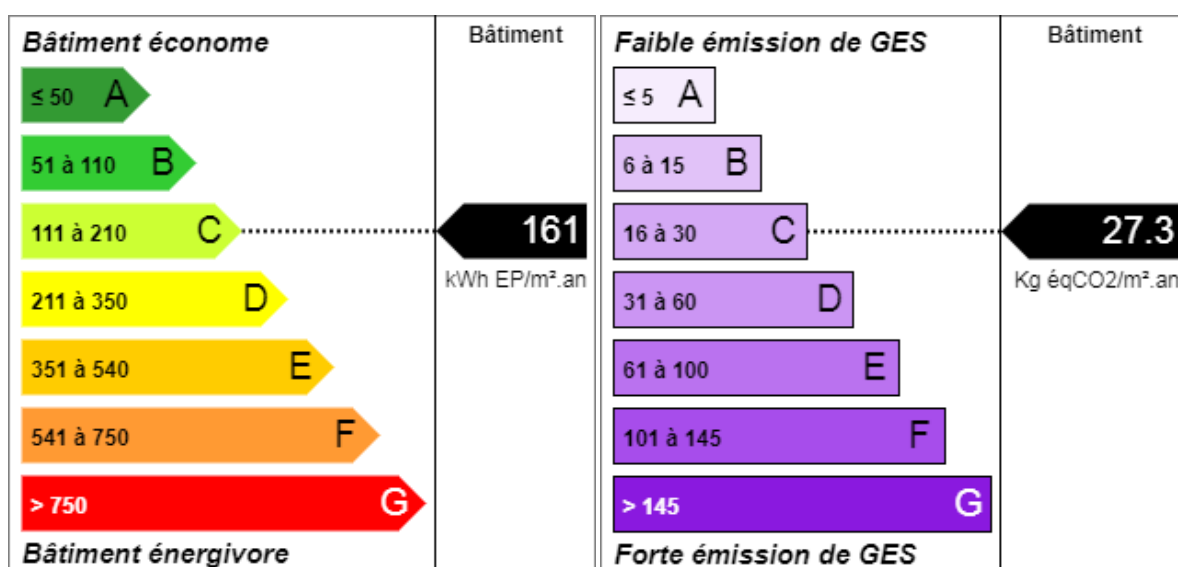 Bâtiment économe
Bâtiment
≤ 50 A
51 à 110 B
111 à 210 C
161
kWh EP/m².an
211 à 350 D
351 à 540 E
541 à 750 F
> 750 G
Bâtiment énergivore
Faible émission de GES
Bâtiment
≤ 5 A
6 à 15 B
16 à 30 C
27.3
Kg éqCO2/m².an
31 à 60 D
61 à 100 E
101 à 145 F
> 145 G
Forte émission de GES